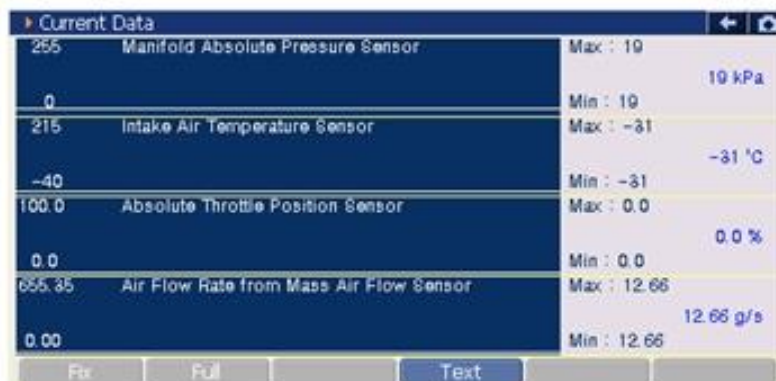 Current Data
255 Manifold Absolute Pressure Sensor Max : 19
19 kPa
0 Min : 19
215 Intake Air Temperature Sensor Max : -31
-31 °C
-40 Min : -31
100.0 Absolute Throttle Position Sensor Max : 0.0
0.0 %
0.0 Min : 0.0
655.35 Air Flow Rate from Mass Air Flow Sensor Max : 12.66
12.66 g/s
0.00 Min : 12.66
Fix Full Text